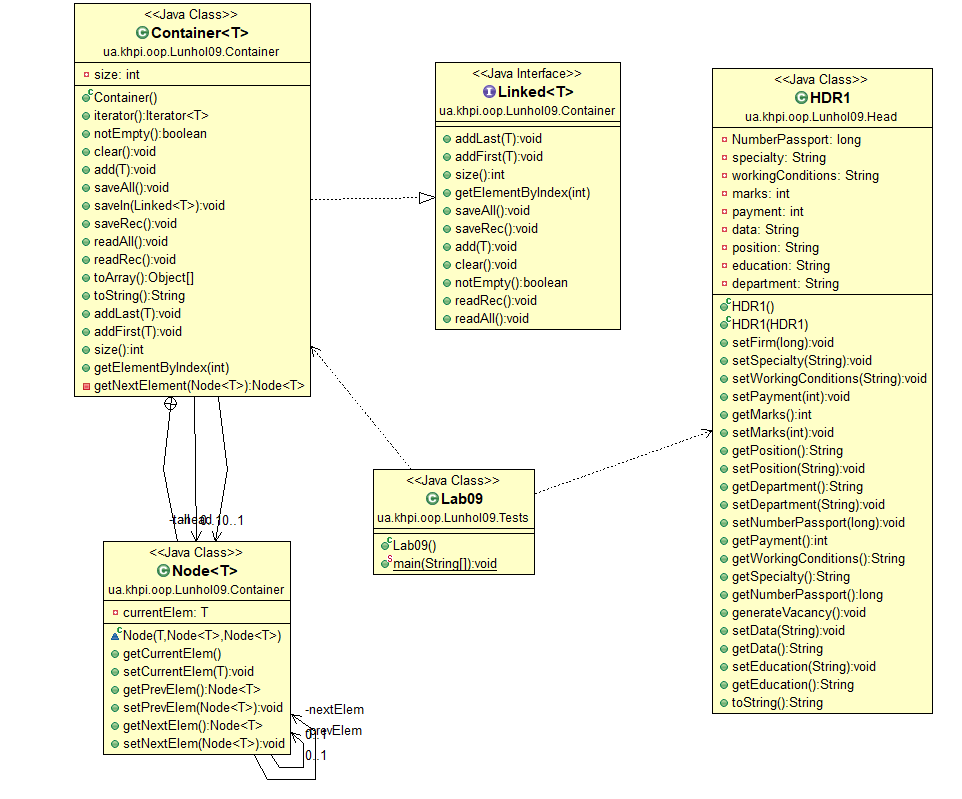 <<Java Class>>
Container<T>
ua.khpi.oop.Lunhol09.Container
size: int
Container()
iterator():Iterator<T>
notEmpty():boolean
clear():void
add(T):void
saveAll():void
saveIn(Linked<T>):void
saveRec():void
readAll():void
readRec():void
toArray():Object[]
toString():String
addLast(T):void
addFirst(T):void
size():int
getElementByIndex(int)
getNextElement(Node<T>):Node<T>
<<Java Interface>>
Linked<T>
ua.khpi.oop.Lunhol09.Container
addLast(T):void
addFirst(T):void
size():int
getElementByIndex(int)
saveAll():void
saveRec():void
add(T):void
clear():void
notEmpty():boolean
readRec():void
readAll():void
<<Java Class>>
HDR1
ua.khpi.oop.Lunhol09.Head
NumberPassport: long
specialty: String
workingConditions: String
marks: int
payment: int
data: String
position: String
education: String
department: String
HDR1()
HDR1(HDR1)
setFirm(long):void
setSpecialty(String):void
setWorkingConditions(String):void
setPayment(int):void
getMarks():int
setMarks(int):void
getPosition():String
setPosition(String):void
getDepartment():String
setDepartment(String):void
setNumberPassport(long):void
getPayment():int
getWorkingConditions():String
getSpecialty():String
getNumberPassport():long
generateVacancy():void
setData(String):void
getData():String
setEducation(String):void
getEducation():String
toString():String
<<Java Class>>
Lab09
ua.khpi.oop.Lunhol09.Tests
Lab09()
main(String[]):void
0..1
<<Java Class>>
Node<T>
ua.khpi.oop.Lunhol09.Container
currentElem: T
Node(T,Node<T>,Node<T>)
getCurrentElem()
setCurrentElem(T):void
getPrevElem():Node<T>
setPrevElem(Node<T>):void
getNextElem():Node<T>
setNextElem(Node<T>):void
-nextElem
-prevElem
0..1
0..1